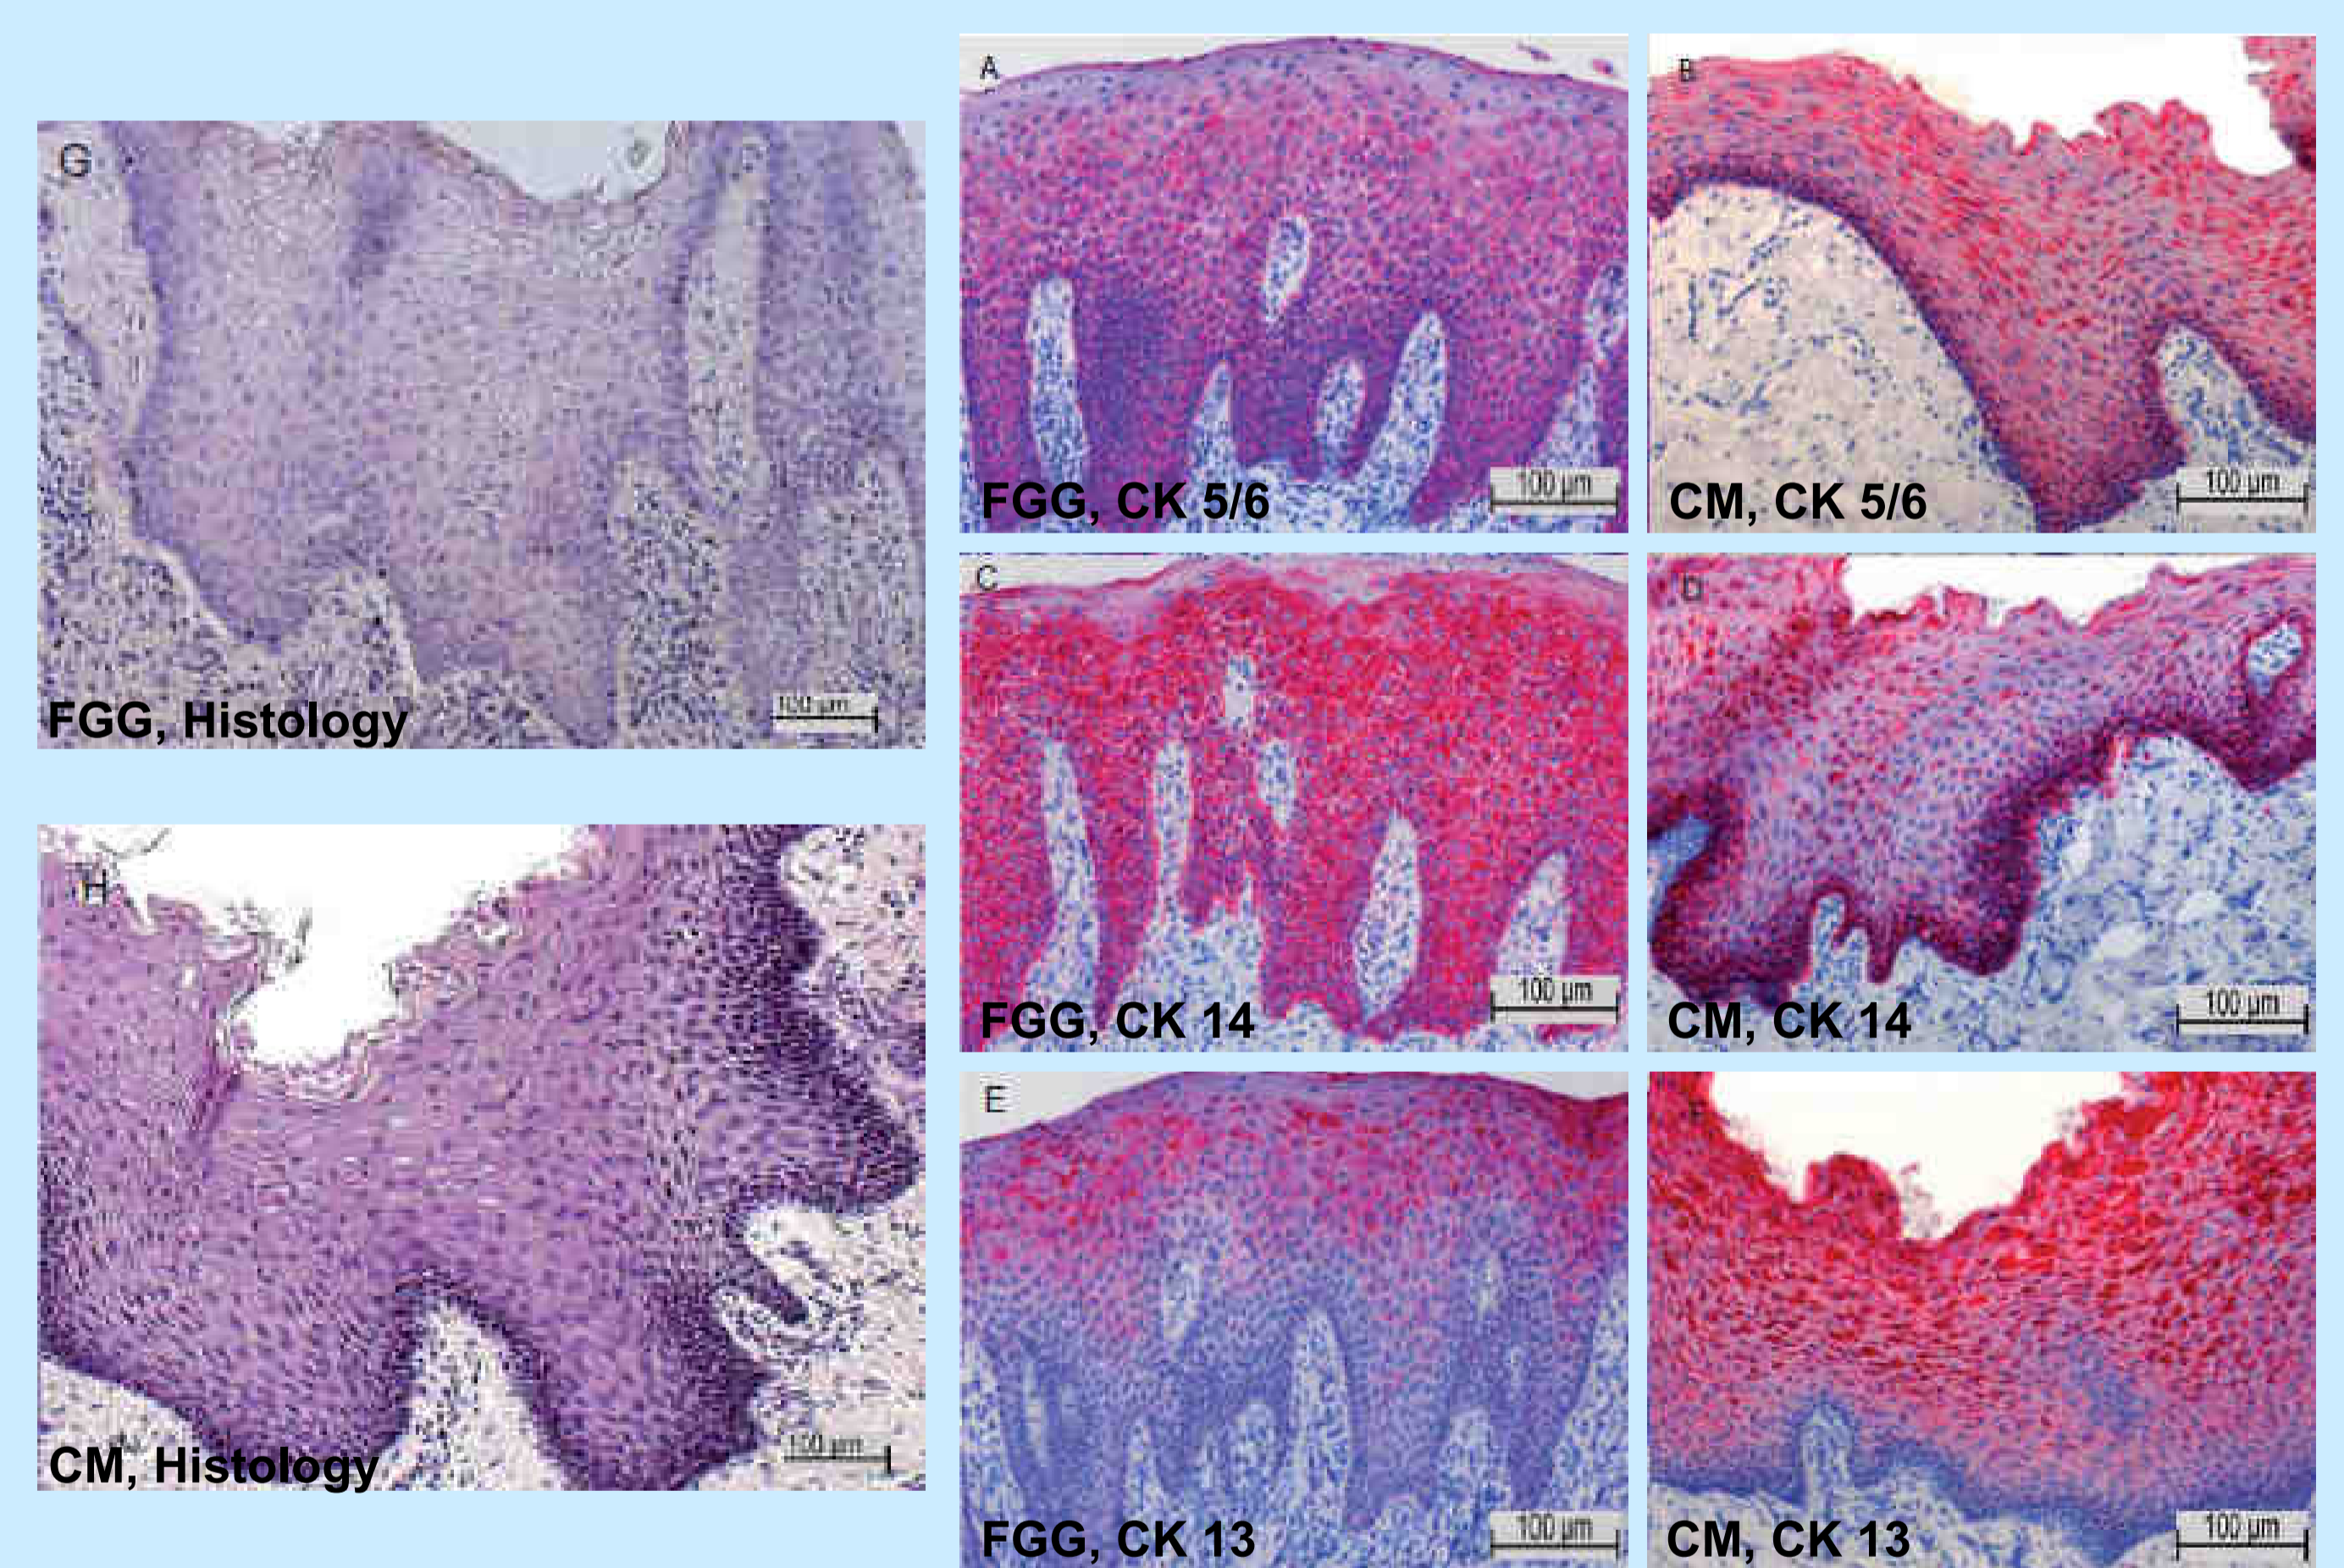 G
100 µm
FGG, Histology
H
100 µm
CM, Histology
A
100 µm
FGG, CK 5/6
B
100 µm
CM, CK 5/6
C
100 µm
FGG, CK 14
D
100 µm
CM, CK 14
E
100 µm
FGG, CK 13
100 µm
CM, CK 13